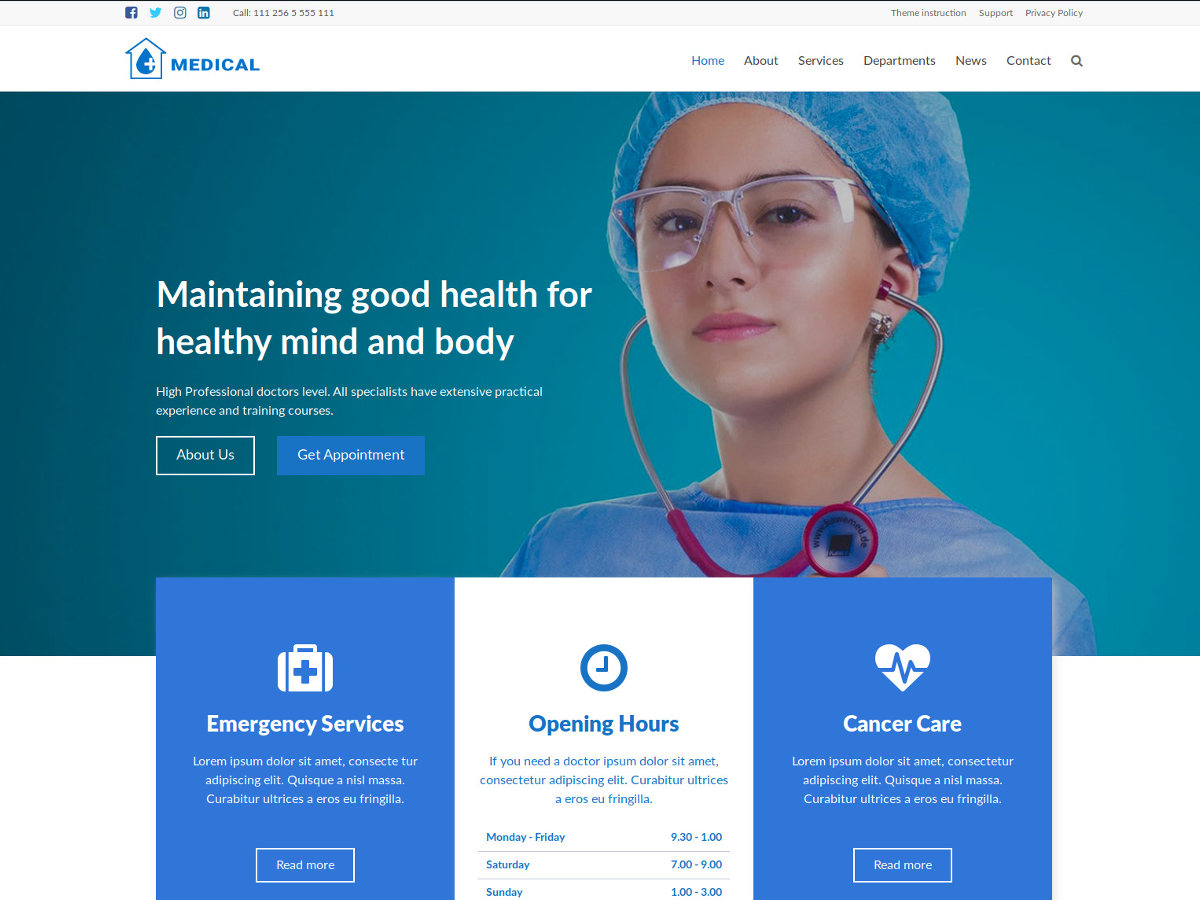 Call: 111 256 5 555 111
Theme instruction Support Privacy Policy
MEDICAL
Home About Services Departments News Contact
Maintaining good health for
healthy mind and body
High Professional doctors level. All specialists have extensive practical
experience and training courses.
About Us Get Appointment
www.bawemed.de
Emergency Services
Lorem ipsum dolor sit amet, consecte tur
adipiscing elit. Quisque a nisl massa.
Curabitur ultrices a eros eu fringilla.
Read more
Opening Hours
If you need a doctor ipsum dolor sit amet,
consectetur adipiscing elit. Curabitur ultrices
a eros eu fringilla.
Monday - Friday 9.30 - 1.00
Saturday 7.00 - 9.00
Sunday 1.00 - 3.00
Cancer Care
Lorem ipsum dolor sit amet, consectetur
adipiscing elit. Quisque a nisl massa.
Curabitur ultrices a eros eu fringilla.
Read more